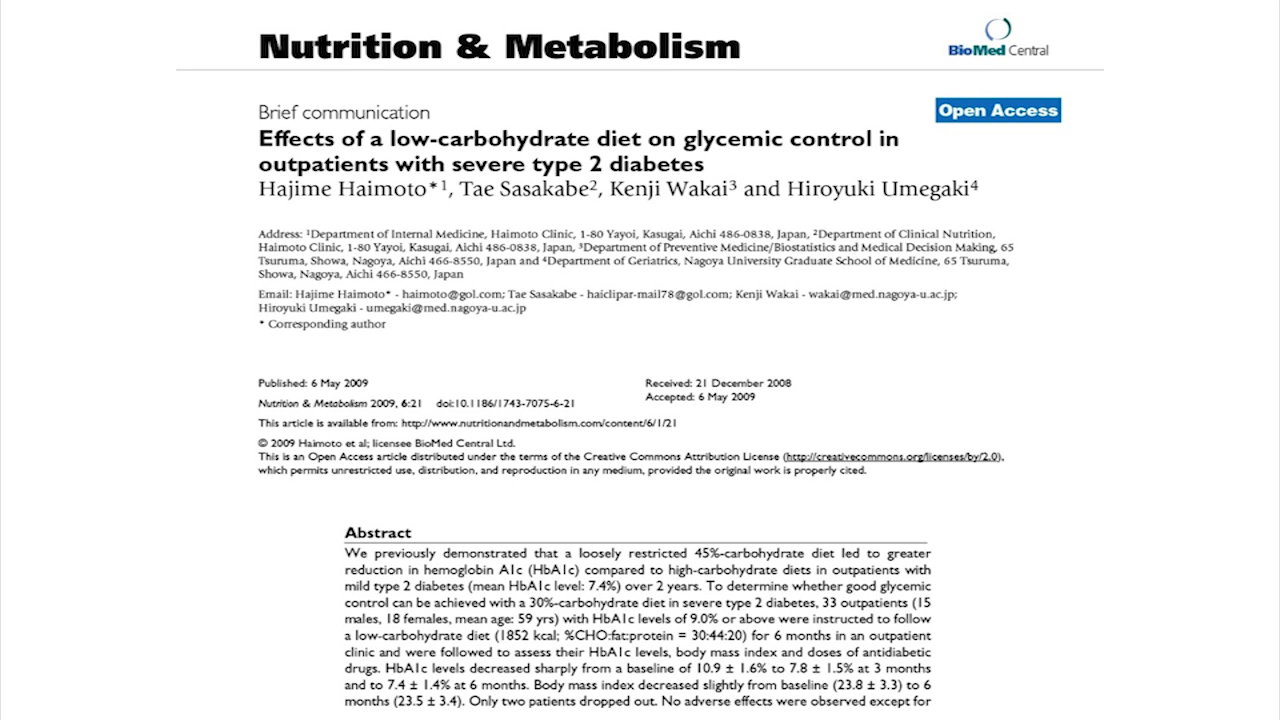 Nutrition & Metabolism
BioMed Central
Brief communication
Open Access
Effects of a low-carbohydrate diet on glycemic control in
outpatients with severe type 2 diabetes
Hajime Haimoto*1, Tae Sasakabe2, Kenji Wakai3 and Hiroyuki Umegaki4
Address: 1Department of Internal Medicine, Haimoto Clinic, 1-80 Yayoi, Kasugai, Aichi 486-0838, Japan, 2Department of Clinical Nutrition,
Haimoto Clinic, 1-80 Yayoi, Kasugai, Aichi 486-0838, Japan, 3Department of Preventive Medicine/Biostatistics and Medical Decision Making, 65
Tsuruma, Showa, Nagoya, Aichi 466-8550, Japan and 4Department of Geriatrics, Nagoya University Graduate School of Medicine, 65 Tsuruma,
Showa, Nagoya, Aichi 466-8550, Japan
Email: Hajime Haimoto* - haimoto@gol.com; Tae Sasakabe - haiclipar-mail78@gol.com; Kenji Wakai - wakai@med.nagoya-u.ac.jp;
Hiroyuki Umegaki - umegaki@med.nagoya-u.ac.jp
* Corresponding author
Published: 6 May 2009
Received: 21 December 2008
Accepted: 6 May 2009
Nutrition & Metabolism 2009, 6:21 doi:10.1186/1743-7075-6-21
This article is available from: http://www.nutritionandmetabolism.com/content/6/1/21
© 2009 Haimoto et al; licensee BioMed Central Ltd.
This is an Open Access article distributed under the terms of the Creative Commons Attribution License (http://creativecommons.org/licenses/by/2.0),
which permits unrestricted use, distribution, and reproduction in any medium, provided the original work is properly cited.
Abstract
We previously demonstrated that a loosely restricted 45%-carbohydrate diet led to greater
reduction in hemoglobin A1c (HbA1c) compared to high-carbohydrate diets in outpatients with
mild type 2 diabetes (mean HbA1c level: 7.4%) over 2 years. To determine whether good glycemic
control can be achieved with a 30%-carbohydrate diet in severe type 2 diabetes, 33 outpatients (15
males, 18 females, mean age: 59 yrs) with HbA1c levels of 9.0% or above were instructed to follow
a low-carbohydrate diet (1852 kcal; %CHO:fat:protein = 30:44:20) for 6 months in an outpatient
clinic and were followed to assess their HbA1c levels, body mass index and doses of antidiabetic
drugs. HbA1c levels decreased sharply from a baseline of 10.9 ± 1.6% to 7.8 ± 1.5% at 3 months
and to 7.4 ± 1.4% at 6 months. Body mass index decreased slightly from baseline (23.8 ± 3.3) to 6
months (23.5 ± 3.4). Only two patients dropped out. No adverse effects were observed except for